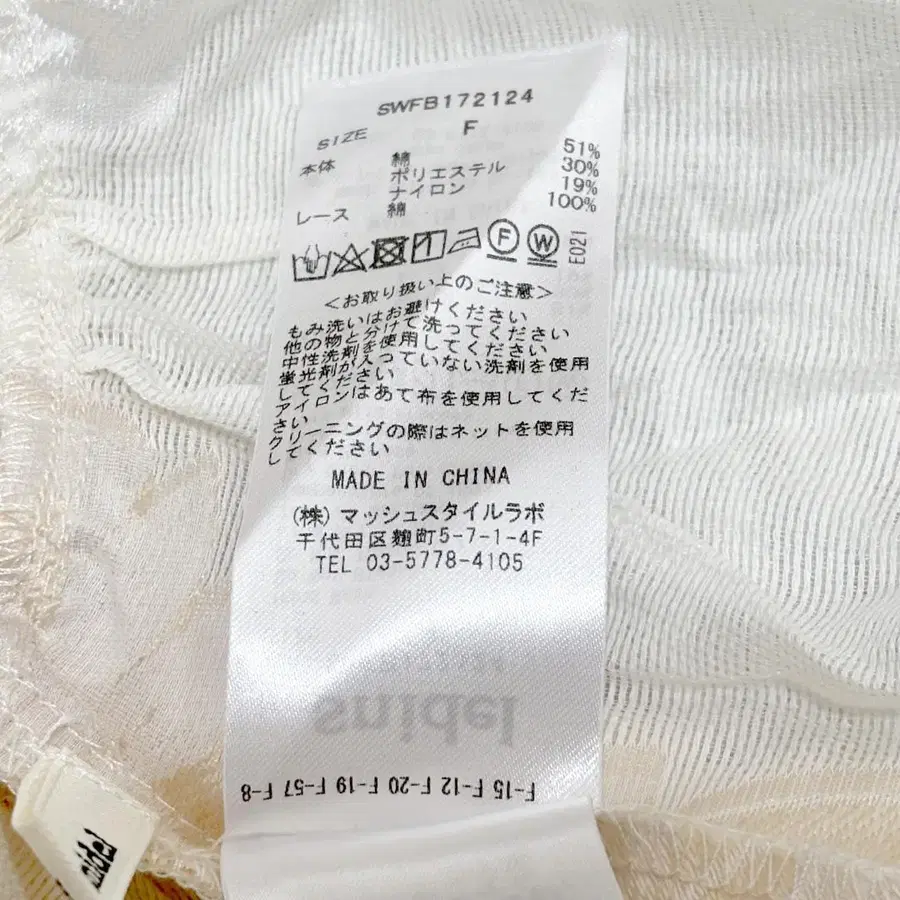 SWFB172124
SIZE F
本体 綿 51%
ポリエステル 30%
ナイロン 19%
レース 綿 100%
F W E021
<お取り扱い上のご注意>
もみ洗いはお避けください
他の物と分けて洗ってください
中性洗剤を使用してください
蛍光剤が入っていない洗剤を使用
してください
アイロンはあて布を使用してくだ
さい
クリーニングの際はネットを使用
してください
MADE IN CHINA
(株)マッシュスタイルラボ
千代田区麹町5-7-1-4F
TEL 03-5778-4105
snidel
F-15 F-12 F-20 F-19 F-57 F-8
snidel